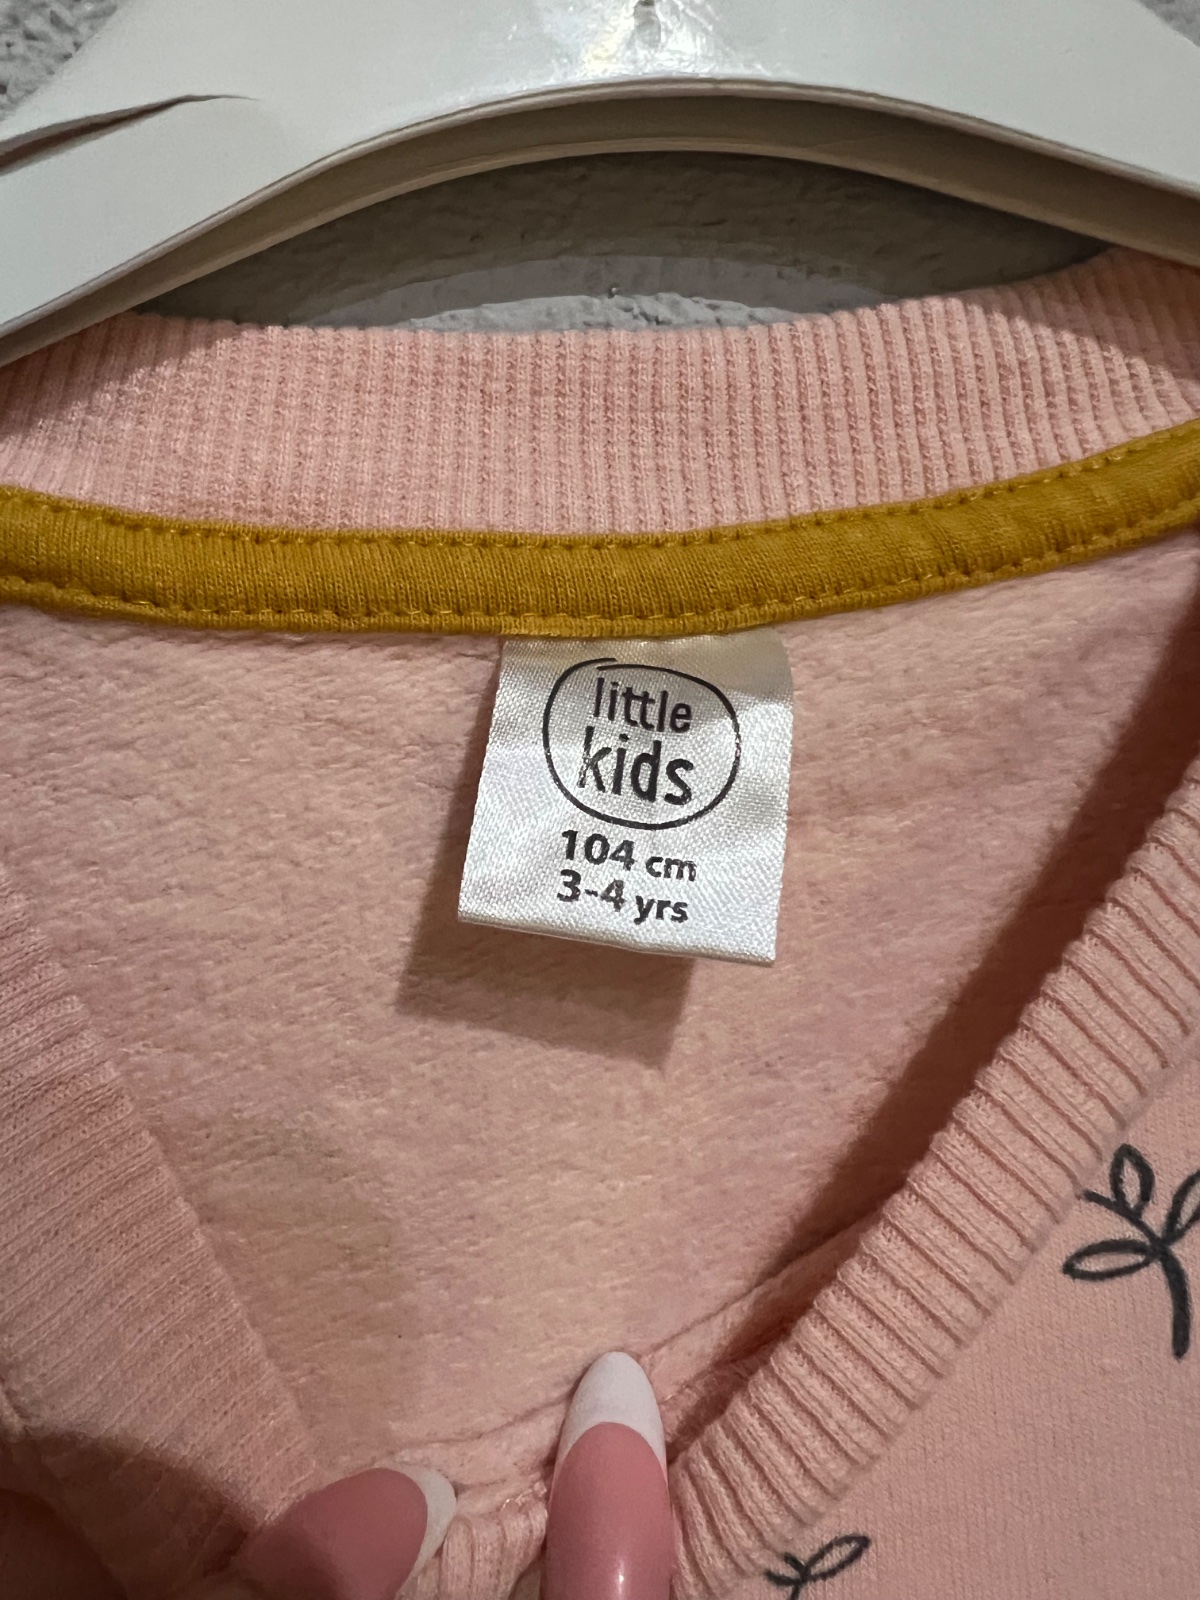 little
kids
104 cm
3-4 yrs